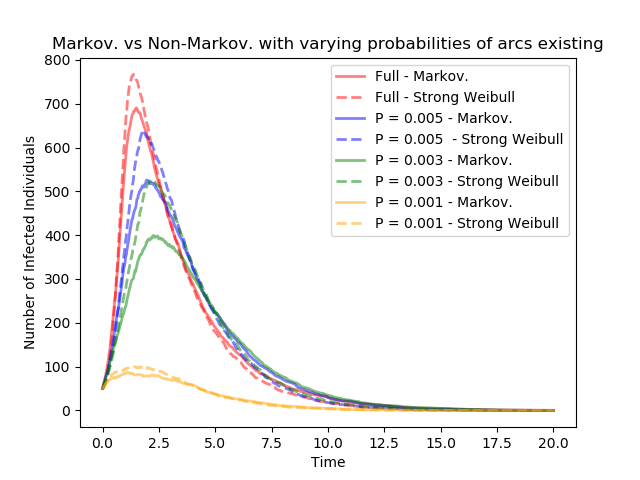 Markov. vs Non-Markov. with varying probabilities of arcs existing
800
700
600
500
400
300
200
100
0
Number of Infected Individuals
Full - Markov.
Full - Strong Weibull
P = 0.005 - Markov.
P = 0.005  - Strong Weibull
P = 0.003 - Markov.
P = 0.003 - Strong Weibull
P = 0.001 - Markov.
P = 0.001 - Strong Weibull
0.0 2.5 5.0 7.5 10.0 12.5 15.0 17.5 20.0
Time